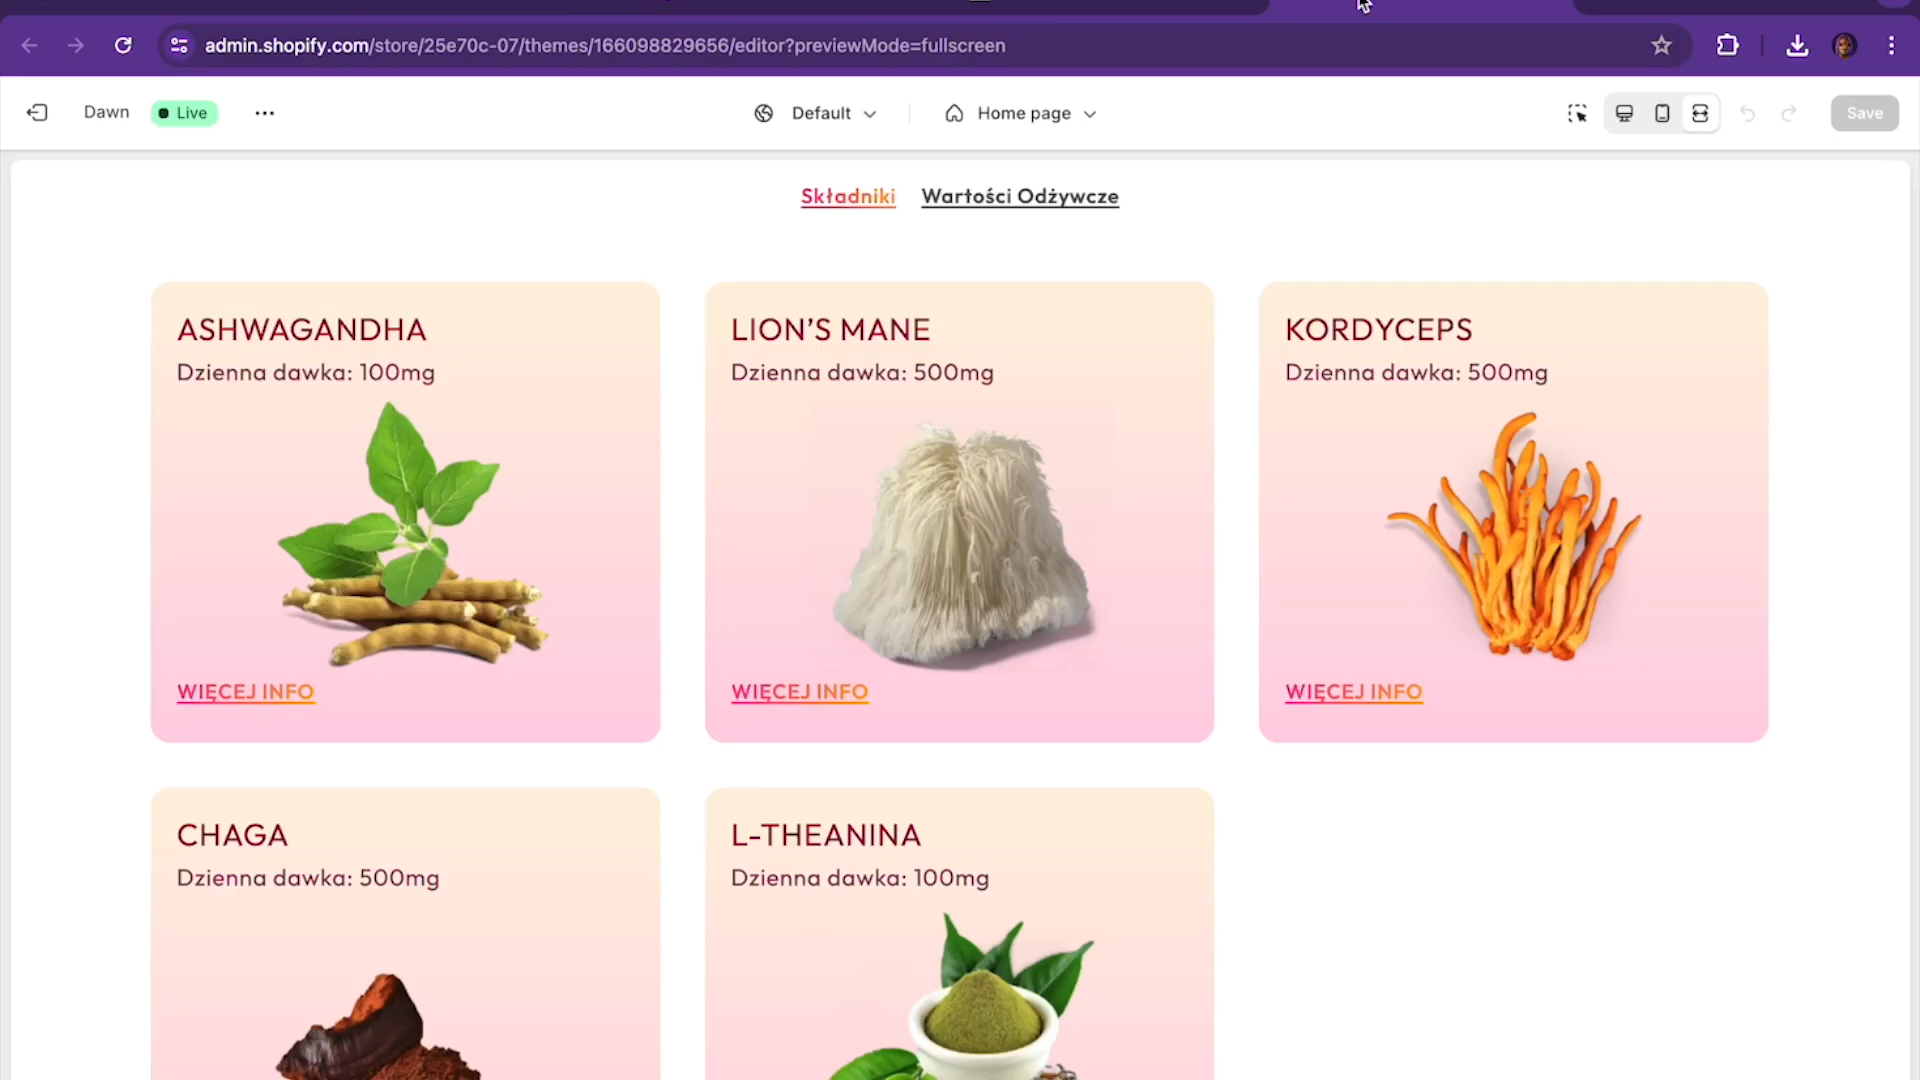 admin.shopify.com/store/25e70c-07/themes/166098829656/editor?previewMode=fullscreen
Dawn Live Default Home page Save
Składniki Wartości Odżywcze
ASHWAGANDHA
Dzienna dawka: 100mg
WIĘCEJ INFO
LION’S MANE
Dzienna dawka: 500mg
WIĘCEJ INFO
KORDYCEPS
Dzienna dawka: 500mg
WIĘCEJ INFO
CHAGA
Dzienna dawka: 500mg
L-THEANINA
Dzienna dawka: 100mg